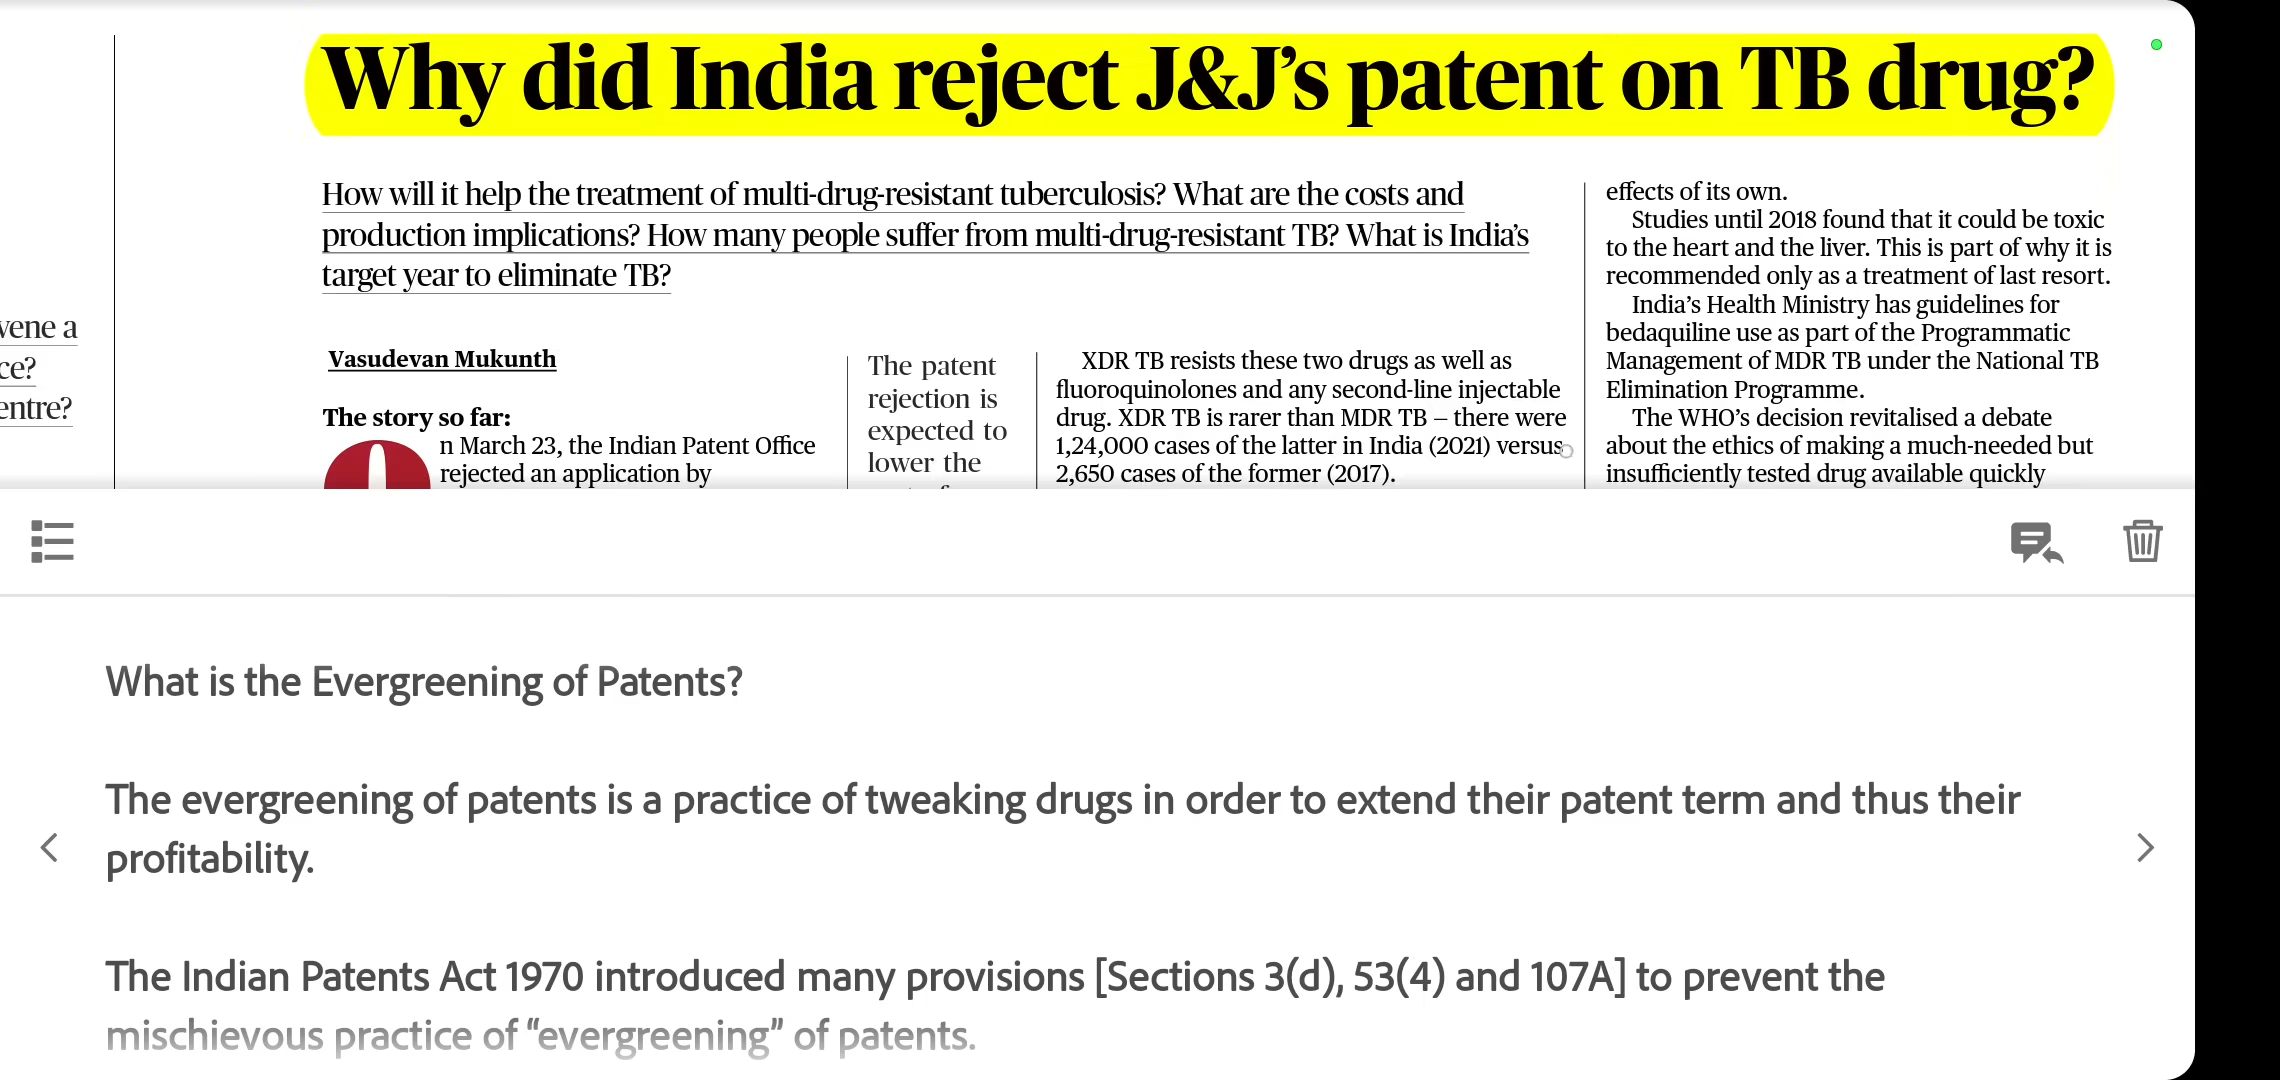 Why did India reject J&J’s patent on TB drug?
How will it help the treatment of multi-drug-resistant tuberculosis? What are the costs and
production implications? How many people suffer from multi-drug-resistant TB? What is India’s
target year to eliminate TB?
vene a
ce?
entre?
Vasudevan Mukunth
The story so far:
On March 23, the Indian Patent Office
rejected an application by
The patent
rejection is
expected to
lower the
XDR TB resists these two drugs as well as
fluoroquinolones and any second-line injectable
drug. XDR TB is rarer than MDR TB – there were
1,24,000 cases of the latter in India (2021) versus
2,650 cases of the former (2017).
effects of its own.
Studies until 2018 found that it could be toxic
to the heart and the liver. This is part of why it is
recommended only as a treatment of last resort.
India’s Health Ministry has guidelines for
bedaquiline use as part of the Programmatic
Management of MDR TB under the National TB
Elimination Programme.
The WHO’s decision revitalised a debate
about the ethics of making a much-needed but
insufficiently tested drug available quickly
What is the Evergreening of Patents?
The evergreening of patents is a practice of tweaking drugs in order to extend their patent term and thus their
profitability.
The Indian Patents Act 1970 introduced many provisions [Sections 3(d), 53(4) and 107A] to prevent the
mischievous practice of “evergreening” of patents.